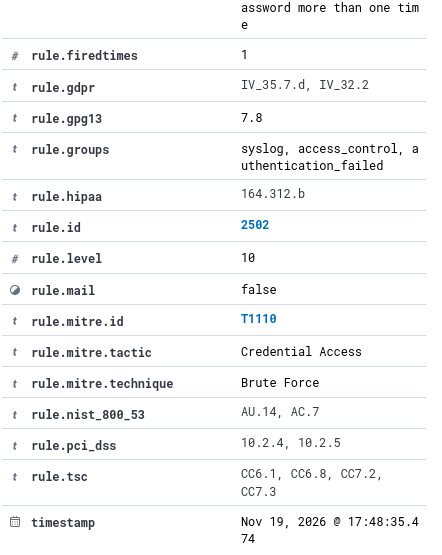 assword more than one tim
e
# rule.firedtimes 1
t rule.gdpr IV_35.7.d, IV_32.2
t rule.gpg13 7.8
t rule.groups syslog, access_control, a
uthentication_failed
t rule.hipaa 164.312.b
t rule.id 2502
# rule.level 10
rule.mail false
t rule.mitre.id T1110
t rule.mitre.tactic Credential Access
t rule.mitre.technique Brute Force
t rule.nist_800_53 AU.14, AC.7
t rule.pci_dss 10.2.4, 10.2.5
t rule.tsc CC6.1, CC6.8, CC7.2,
CC7.3
timestamp Nov 19, 2026 @ 17:48:35.4
74